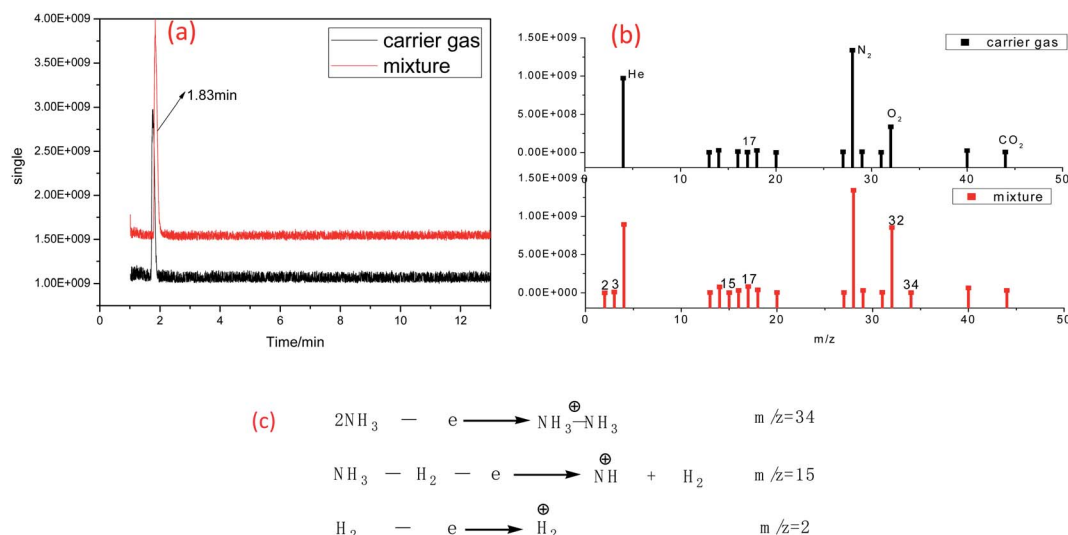 (a)
carrier gas
mixture
1.83min
4.00E+009
3.50E+009
3.00E+009
2.50E+009
2.00E+009
1.50E+009
1.00E+009
single
0 2 4 6 8 10 12
Time/min
(b)
carrier gas
1.50E+009
1.00E+009
5.00E+008
0.00E+000
He
17
N₂
O₂
CO₂
0 10 20 30 40 50
mixture
1.50E+009
1.00E+009
5.00E+008
0.00E+000
2 3 15 17 32 34
0 10 20 30 40 50
m/z
(c)
2NH₃ — e ⟶ NH₃⊕—NH₃ m/z=34
NH₃ — H₂ — e ⟶ ⊕NH + H₂ m/z=15
H₂ — e ⟶ ⊕H₂ m/z=2